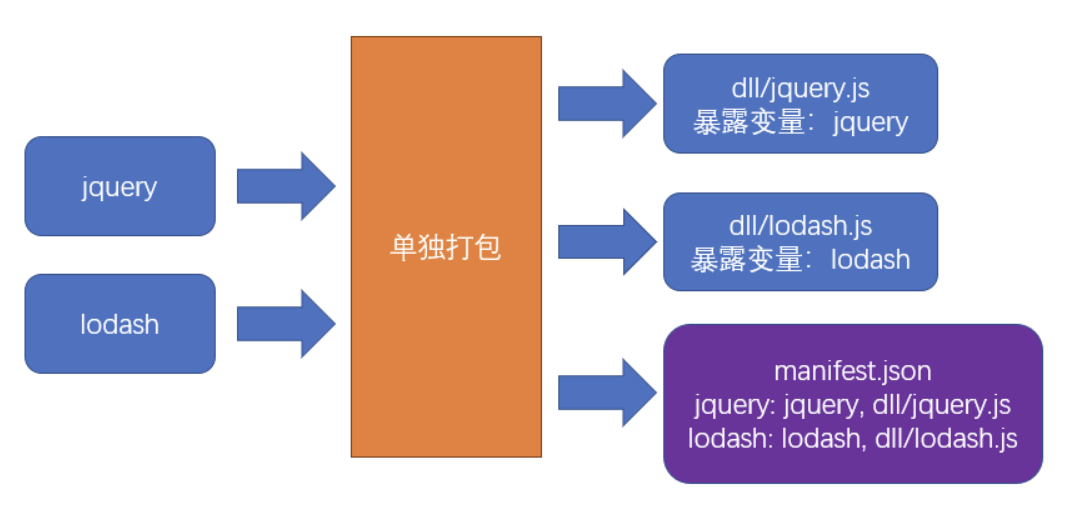 jquery
lodash
单独打包
dll/jquery.js
暴露变量：jquery
dll/lodash.js
暴露变量：lodash
manifest.json
jquery: jquery, dll/jquery.js
lodash: lodash, dll/lodash.js